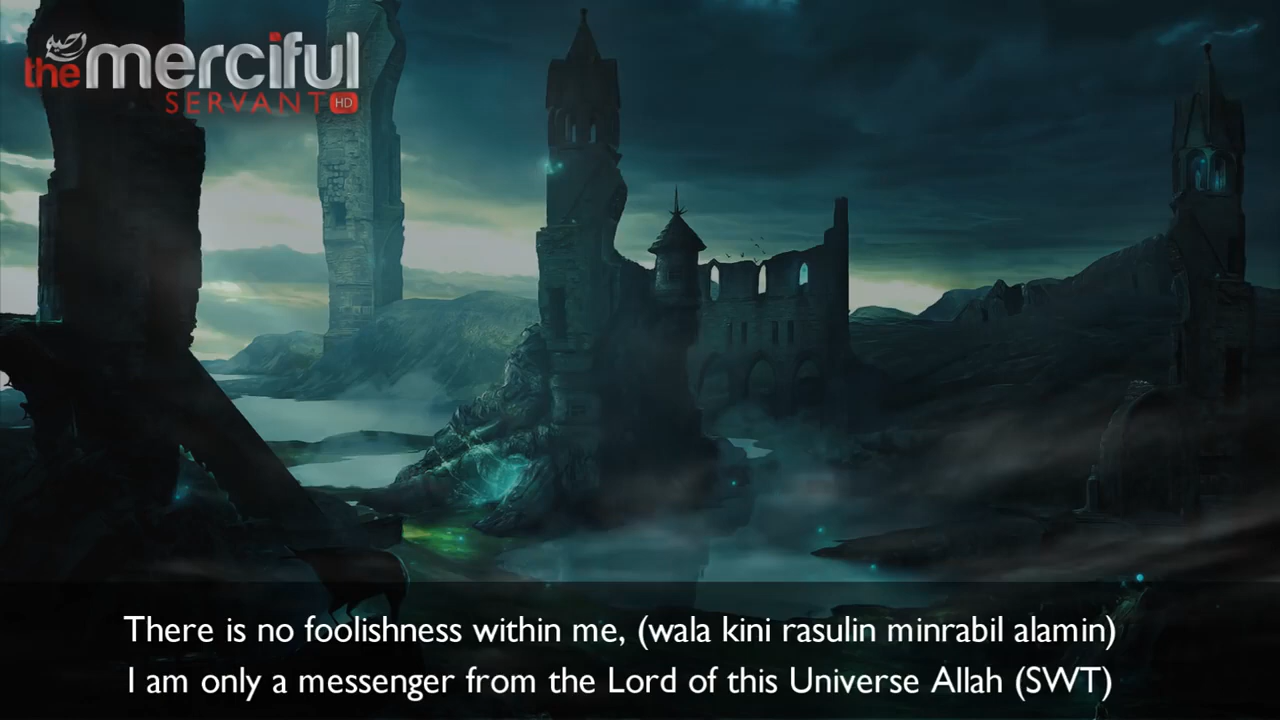 the merciful
SERVANT HD
There is no foolishness within me, (wala kini rasulin minrabil alamin)
I am only a messenger from the Lord of this Universe Allah (SWT)